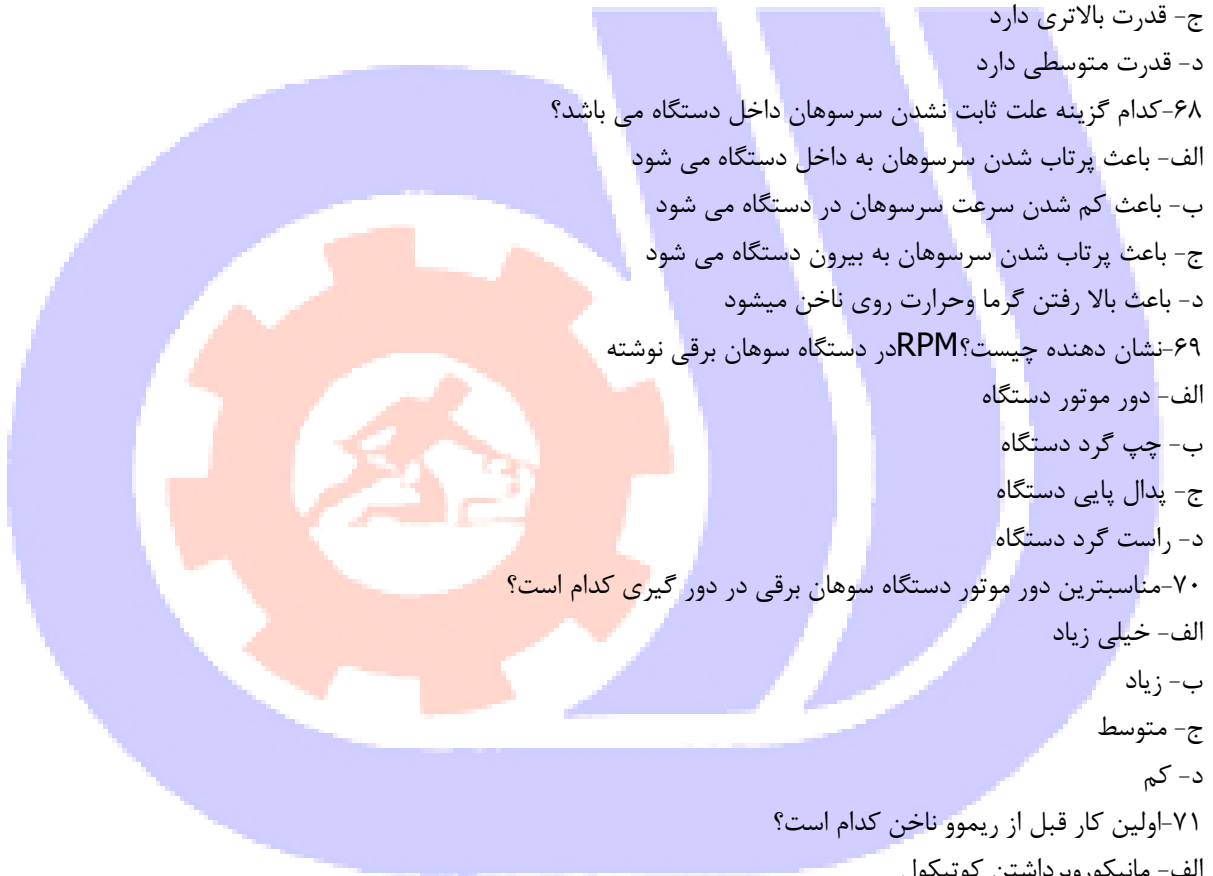 ج- قدرت بالاتری دارد
د- قدرت متوسطی دارد
۶۸-کدام گزینه علت ثابت نشدن سرسوهان داخل دستگاه می باشد؟
الف- باعث پرتاب شدن سرسوهان به داخل دستگاه می شود
ب- باعث کم شدن سرعت سرسوهان در دستگاه می شود
ج- باعث پرتاب شدن سرسوهان به بیرون دستگاه می شود
د- باعث بالا رفتن گرما وحرارت روی ناخن میشود
۶۹-نشان دهنده چیست؟RPMدر دستگاه سوهان برقی نوشته
الف- دور موتور دستگاه
ب- چپ گرد دستگاه
ج- پدال پایی دستگاه
د- راست گرد دستگاه
۷۰-مناسبترین دور موتور دستگاه سوهان برقی در دور گیری کدام است؟
الف- خیلی زیاد
ب- زیاد
ج- متوسط
د- کم
۷۱-اولین کار قبل از ریموو ناخن کدام است؟
الف- مانیکوروبرداشتن کوتیکول